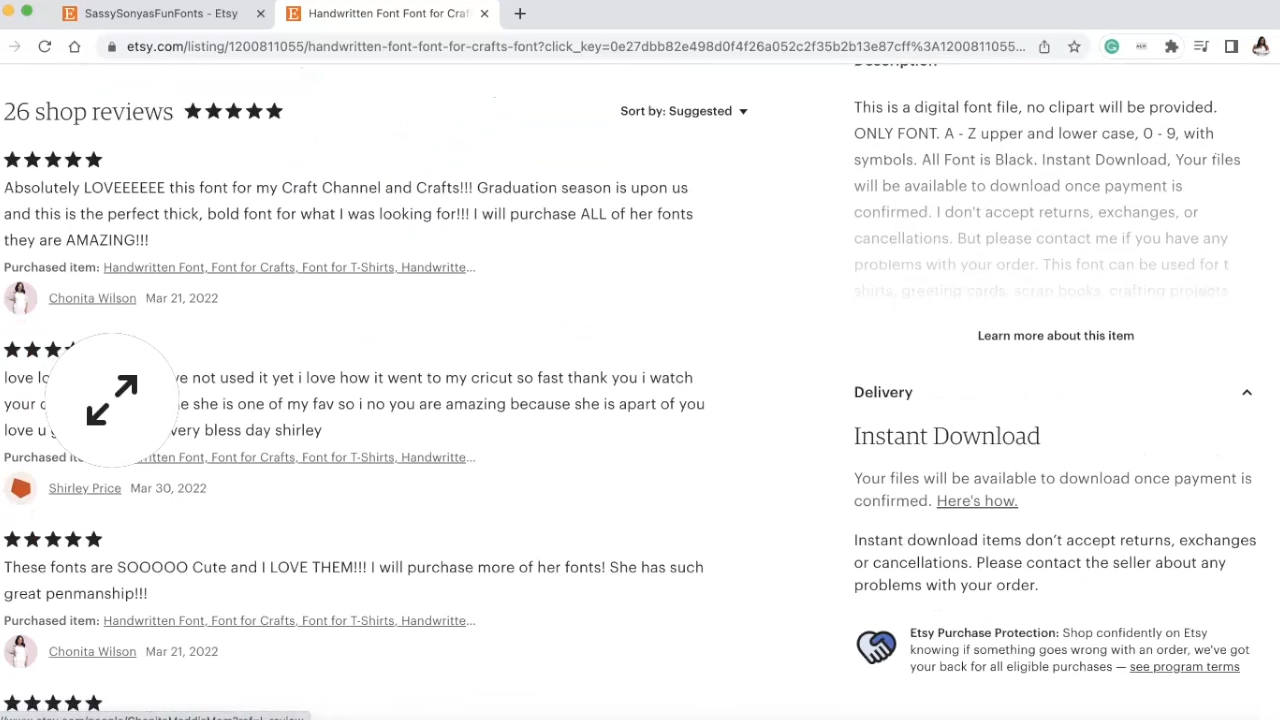 SassySonyasFunFonts - Etsy
Handwritten Font Font for Craf
etsy.com/listing/1200811055/handwritten-font-font-for-crafts-font?click_key=0e27dbb82e498d0f4f26a052c2f35b2b13e87cff%3A1200811055...
26 shop reviews
Sort by: Suggested
Absolutely LOVEEEEEE this font for my Craft Channel and Crafts!!! Graduation season is upon us
and this is the perfect thick, bold font for what I was looking for!!! I will purchase ALL of her fonts
they are AMAZING!!!
Purchased item: Handwritten Font, Font for Crafts, Font for T-Shirts, Handwritte...
Chonita Wilson Mar 21, 2022
love not used it yet i love how it went to my cricut so fast thank you i watch
your she is one of my fav so i no you are amazing because she is apart of you
love u very bless day shirley
Purchased Font, Font for Crafts, Font for T-Shirts, Handwritte...
Shirley Price Mar 30, 2022
These fonts are SOOOOO Cute and I LOVE THEM!!! I will purchase more of her fonts! She has such
great penmanship!!!
Purchased item: Handwritten Font, Font for Crafts, Font for T-Shirts, Handwritte...
Chonita Wilson Mar 21, 2022
Description
This is a digital font file, no clipart will be provided.
ONLY FONT. A - Z upper and lower case, 0 - 9, with
symbols. All Font is Black. Instant Download, Your files
will be available to download once payment is
confirmed. I don't accept returns, exchanges, or
cancellations. But please contact me if you have any
problems with your order. This font can be used for t
shirts, greeting cards, scrap books, crafting projects
Learn more about this item
Delivery
Instant Download
Your files will be available to download once payment is
confirmed. Here's how.
Instant download items don’t accept returns, exchanges
or cancellations. Please contact the seller about any
problems with your order.
Etsy Purchase Protection: Shop confidently on Etsy
knowing if something goes wrong with an order, we've got
your back for all eligible purchases — see program terms